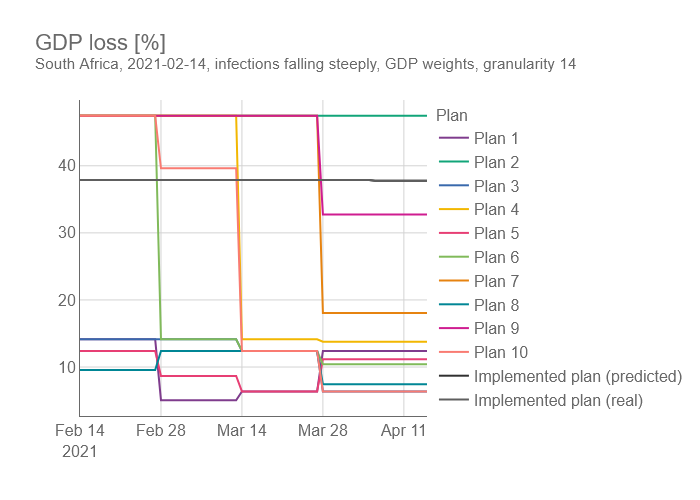 GDP loss [%]
South Africa, 2021-02-14, infections falling steeply, GDP weights, granularity 14
Plan
Plan 1
Plan 2
Plan 3
Plan 4
Plan 5
Plan 6
Plan 7
Plan 8
Plan 9
Plan 10
Implemented plan (predicted)
Implemented plan (real)
40
30
20
10
Feb 14 Feb 28 Mar 14 Mar 28 Apr 11
2021